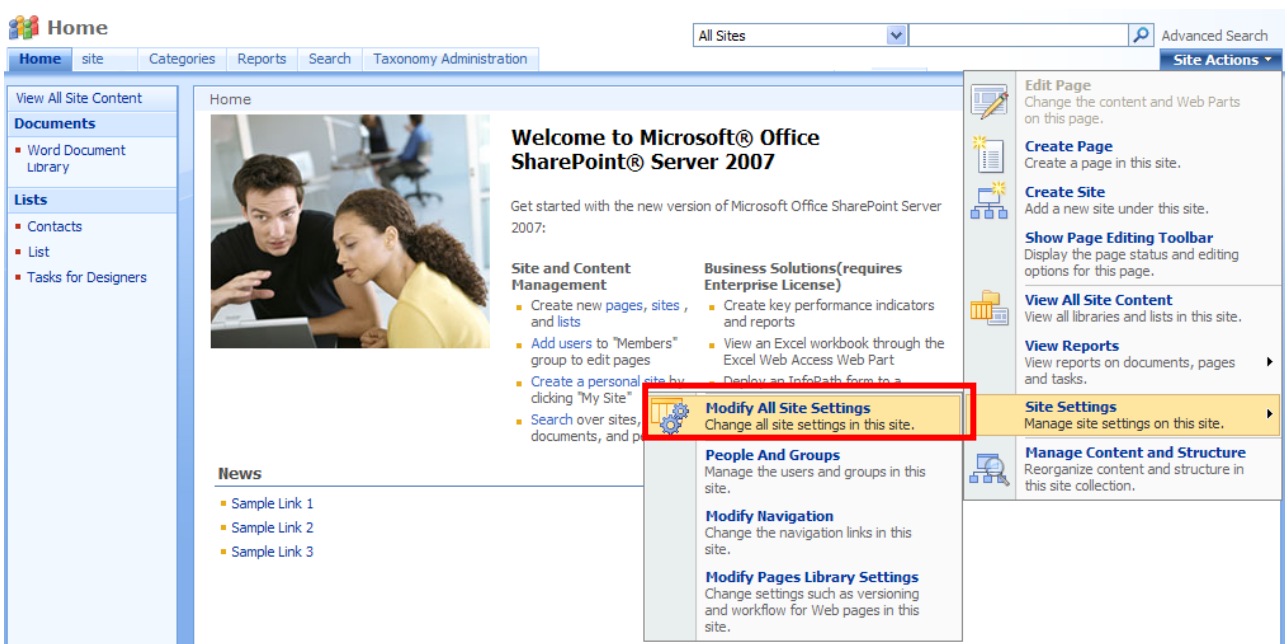 Home
All Sites
Advanced Search
Home site Categories Reports Search Taxonomy Administration
Site Actions
View All Site Content
Documents
Word Document
Library
Lists
Contacts
List
Tasks for Designers
Home
Welcome to Microsoft® Office
SharePoint® Server 2007
Get started with the new version of Microsoft Office SharePoint Server
2007:
Site and Content
Management
Create new pages, sites ,
and lists
Add users to "Members"
group to edit pages
Create a personal site by
clicking "My Site"
Search over sites,
documents, and
Business Solutions(requires
Enterprise License)
Create key performance indicators
and reports
View an Excel workbook through the
Excel Web Access Web Part
Deploy an InfoPath form to a
News
Sample Link 1
Sample Link 2
Sample Link 3
Edit Page
Change the content and Web Parts
on this page.
Create Page
Create a page in this site.
Create Site
Add a new site under this site.
Show Page Editing Toolbar
Display the page status and editing
options for this page.
View All Site Content
View all libraries and lists in this site.
View Reports
View reports on documents, pages
and tasks.
Site Settings
Manage site settings on this site.
Manage Content and Structure
Reorganize content and structure in
this site collection.
Modify All Site Settings
Change all site settings in this site.
People And Groups
Manage the users and groups in this
site.
Modify Navigation
Change the navigation links in this
site.
Modify Pages Library Settings
Change settings such as versioning
and workflow for Web pages in this
site.